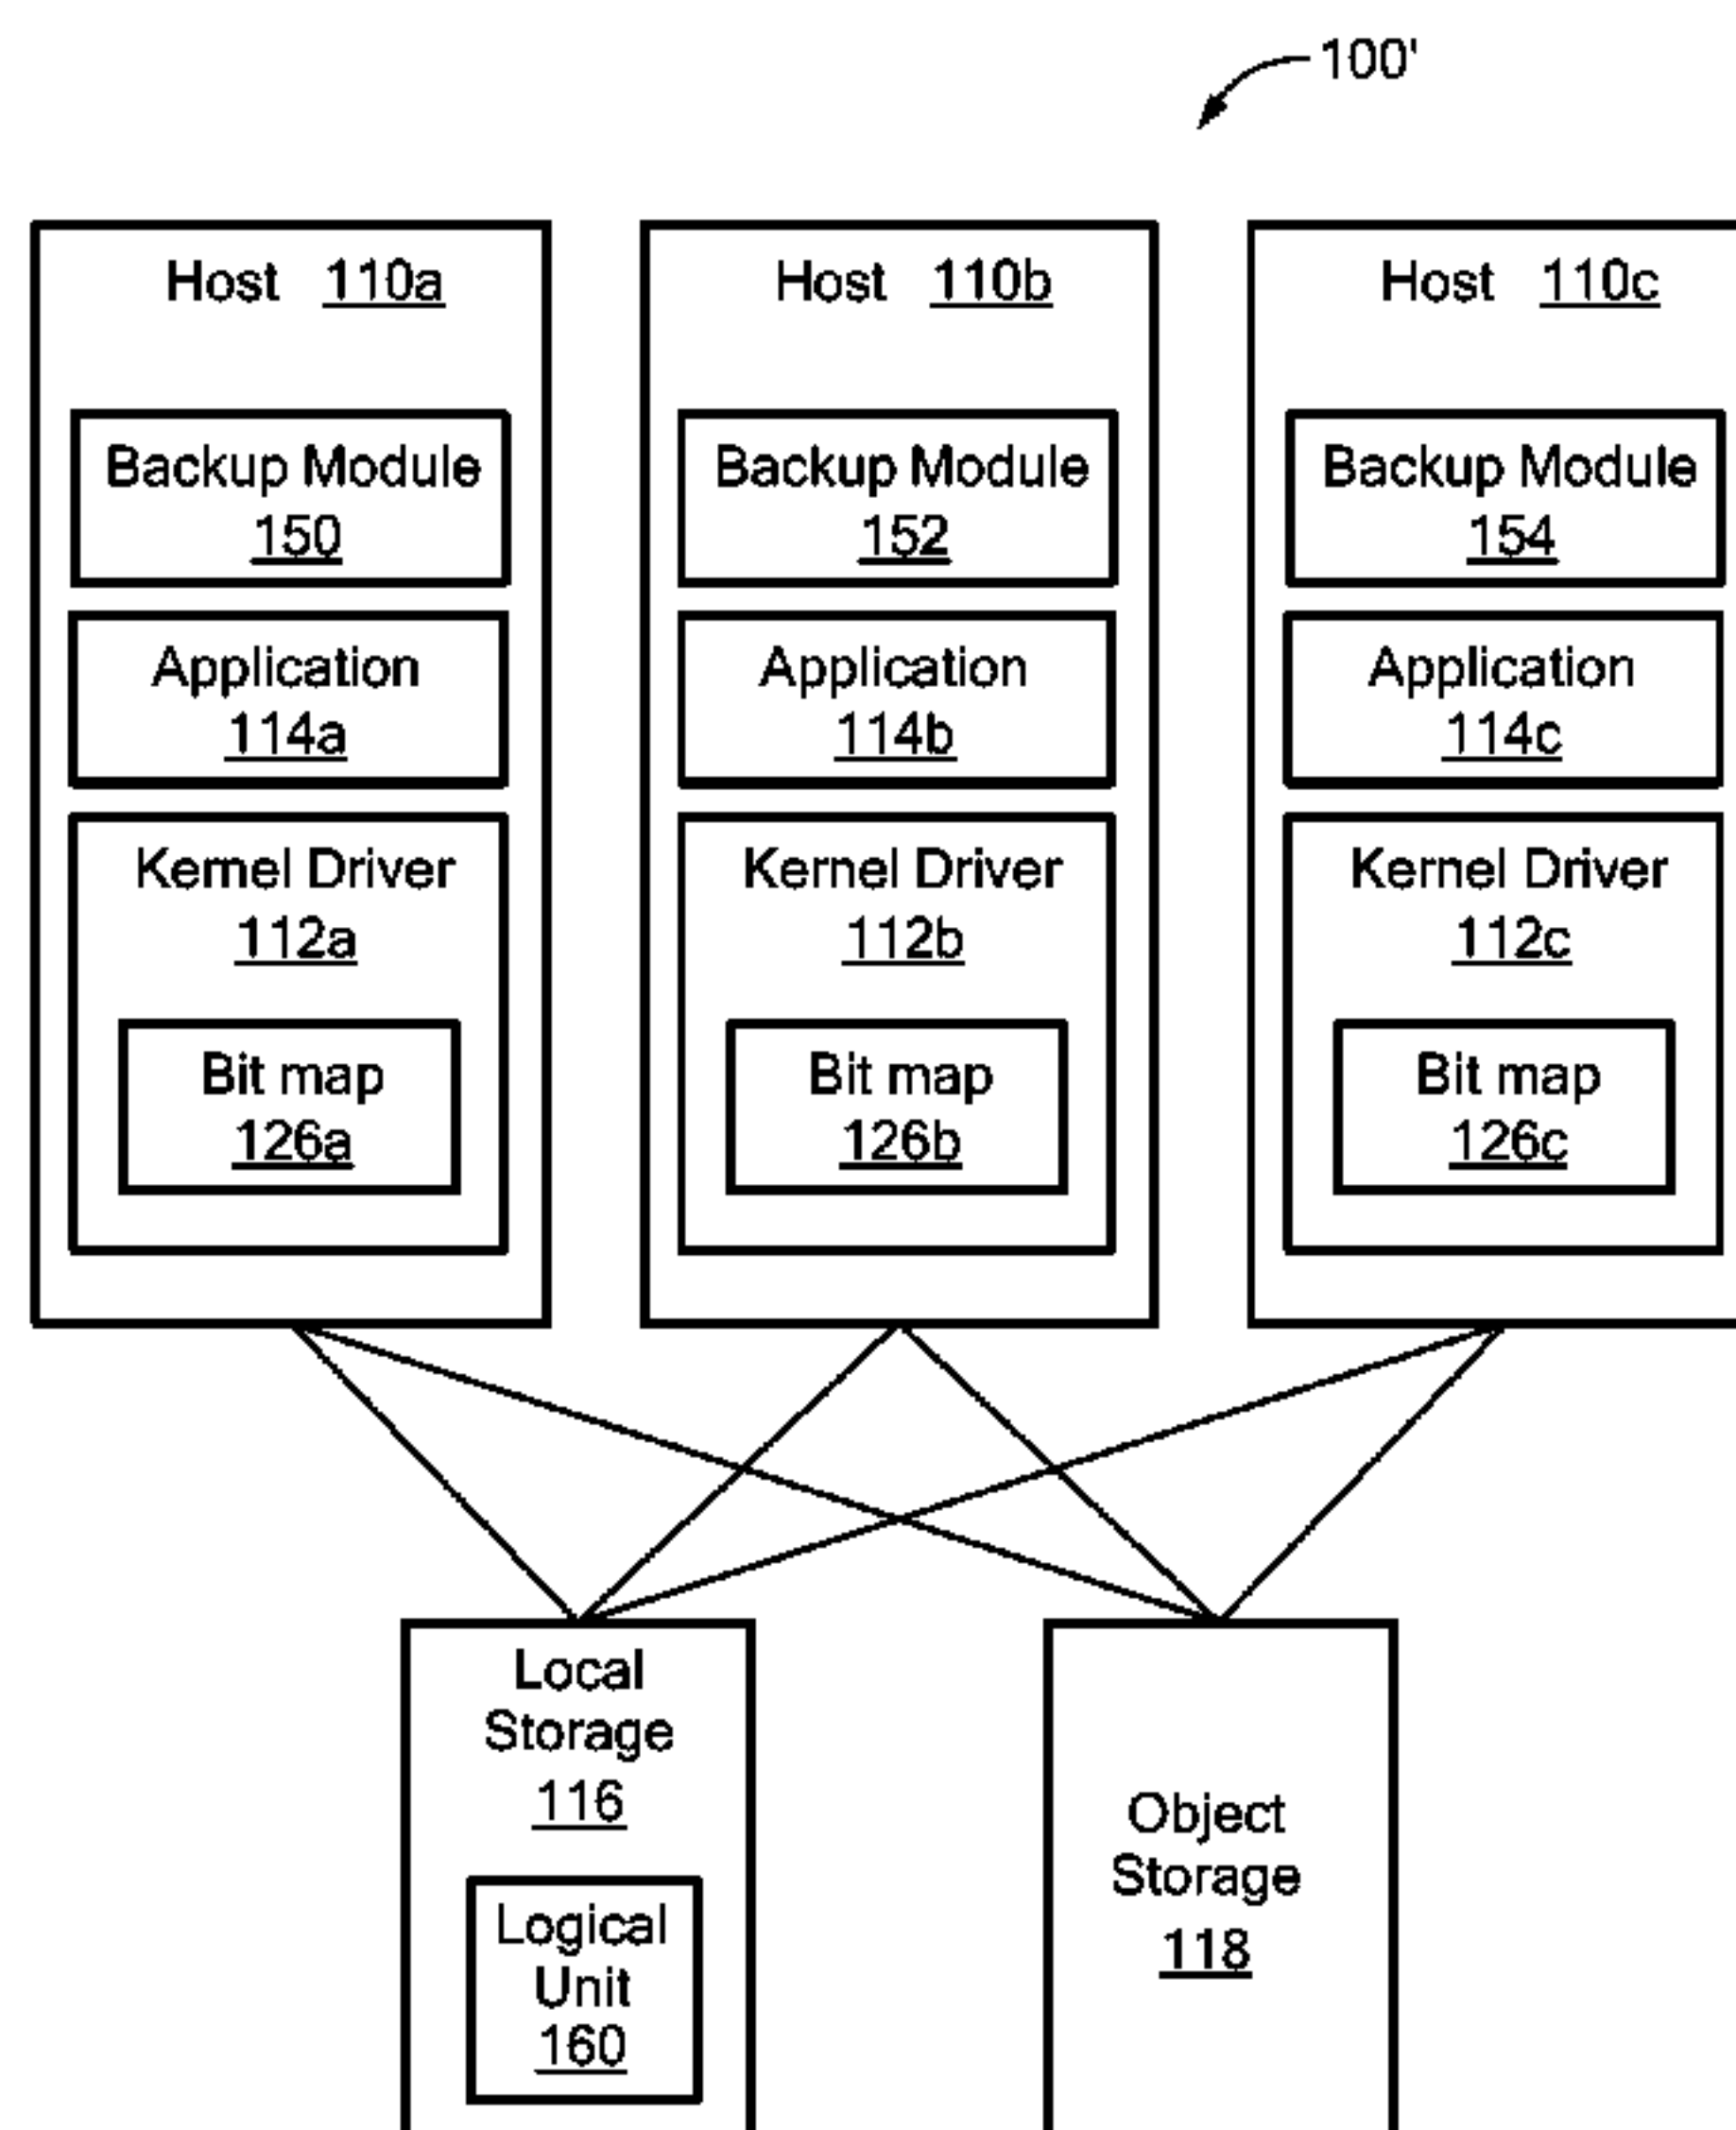 100'
Host 110a
Backup Module
150
Application
114a
Kernel Driver
112a
Bit map
126a
Host 110b
Backup Module
152
Application
114b
Kernel Driver
112b
Bit map
126b
Host 110c
Backup Module
154
Application
114c
Kernel Driver
112c
Bit map
126c
Local
Storage
116
Logical
Unit
160
Object
Storage
118